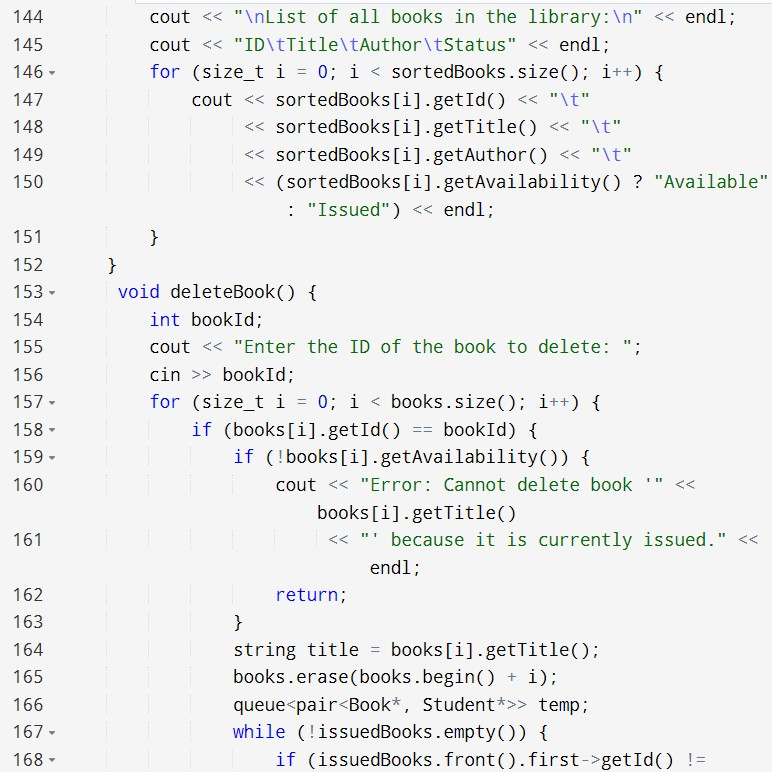 144 cout << "\nList of all books in the library:\n" << endl;
145 cout << "ID\tTitle\tAuthor\tStatus" << endl;
146 for (size_t i = 0; i < sortedBooks.size(); i++) {
147 cout << sortedBooks[i].getId() << "\t"
148 << sortedBooks[i].getTitle() << "\t"
149 << sortedBooks[i].getAuthor() << "\t"
150 << (sortedBooks[i].getAvailability() ? "Available"
: "Issued") << endl;
151 }
152 }
153 void deleteBook() {
154 int bookId;
155 cout << "Enter the ID of the book to delete: ";
156 cin >> bookId;
157 for (size_t i = 0; i < books.size(); i++) {
158 if (books[i].getId() == bookId) {
159 if (!books[i].getAvailability()) {
160 cout << "Error: Cannot delete book '" <<
books[i].getTitle()
161 << "' because it is currently issued." <<
endl;
162 return;
163 }
164 string title = books[i].getTitle();
165 books.erase(books.begin() + i);
166 queue<pair<Book*, Student*>> temp;
167 while (!issuedBooks.empty()) {
168 if (issuedBooks.front().first->getId() !=